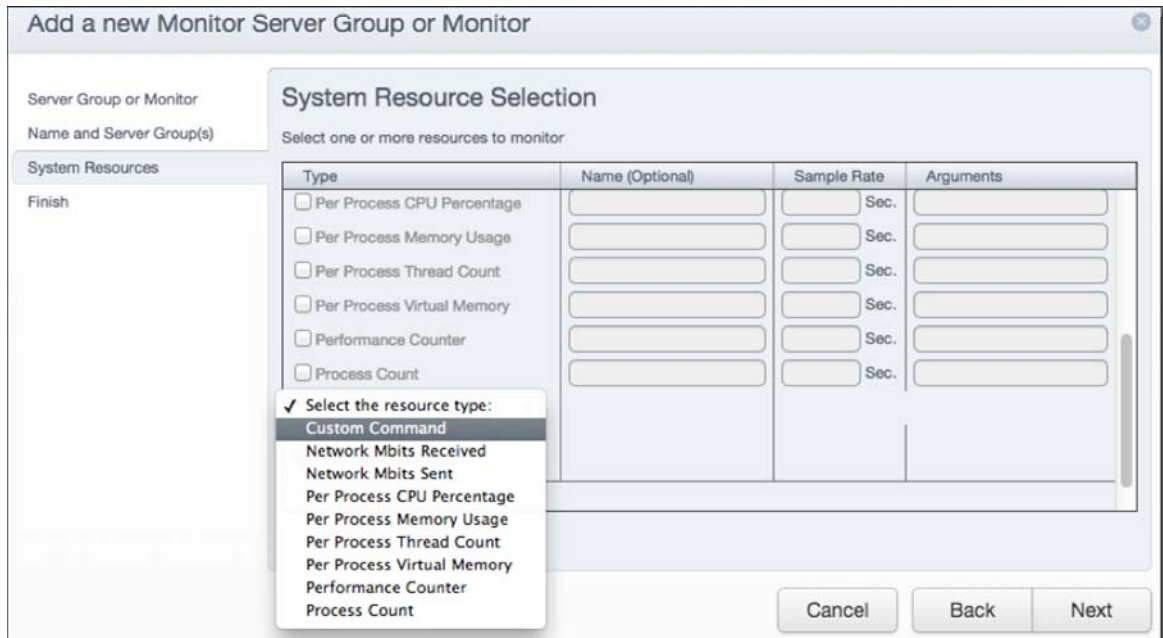 Add a new Monitor Server Group or Monitor
Server Group or Monitor
Name and Server Group(s)
System Resources
Finish
System Resource Selection
Select one or more resources to monitor
Type Name (Optional) Sample Rate Arguments
Per Process CPU Percentage Sec.
Per Process Memory Usage Sec.
Per Process Thread Count Sec.
Per Process Virtual Memory Sec.
Performance Counter Sec.
Process Count Sec.
✓ Select the resource type:
Custom Command
Network Mbits Received
Network Mbits Sent
Per Process CPU Percentage
Per Process Memory Usage
Per Process Thread Count
Per Process Virtual Memory
Performance Counter
Process Count
Cancel Back Next